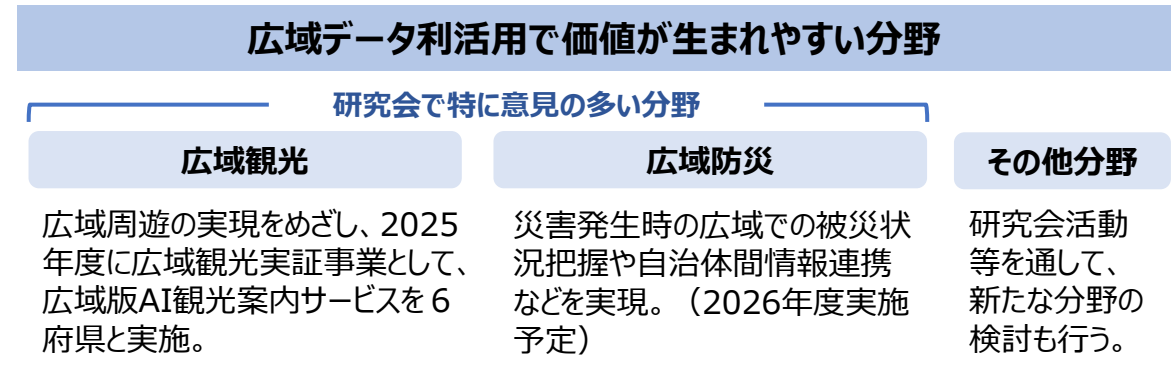 広域データ利活用で価値が生まれやすい分野
研究会で特に意見の多い分野
広域観光
広域周遊の実現をめざし、2025
年度に広域観光実証事業として、
広域版AI観光案内サービスを6
府県と実施。
広域防災
災害発生時の広域での被災状
況把握や自治体間情報連携
などを実現。（2026年度実施
予定）
その他分野
研究会活動
等を通して、
新たな分野の
検討も行う。